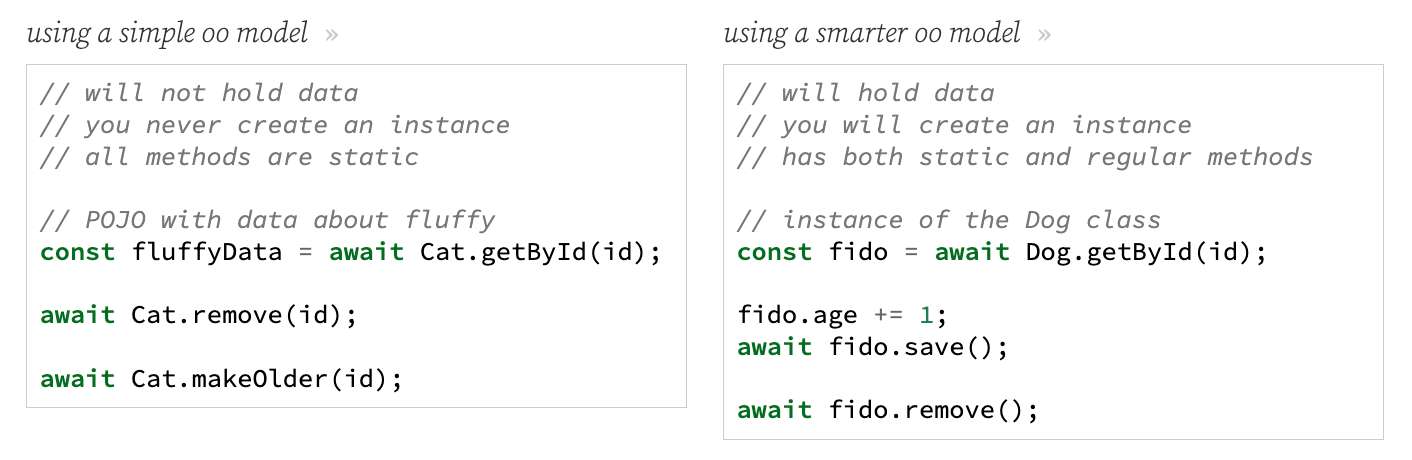 using a simple oo model »
// will not hold data
// you never create an instance
// all methods are static
// POJO with data about fluffy
const fluffyData = await Cat.getById(id);
await Cat.remove(id);
await Cat.makeOlder(id);
using a smarter oo model »
// will hold data
// you will create an instance
// has both static and regular methods
// instance of the Dog class
const fido = await Dog.getById(id);
fido.age += 1;
await fido.save();
await fido.remove();